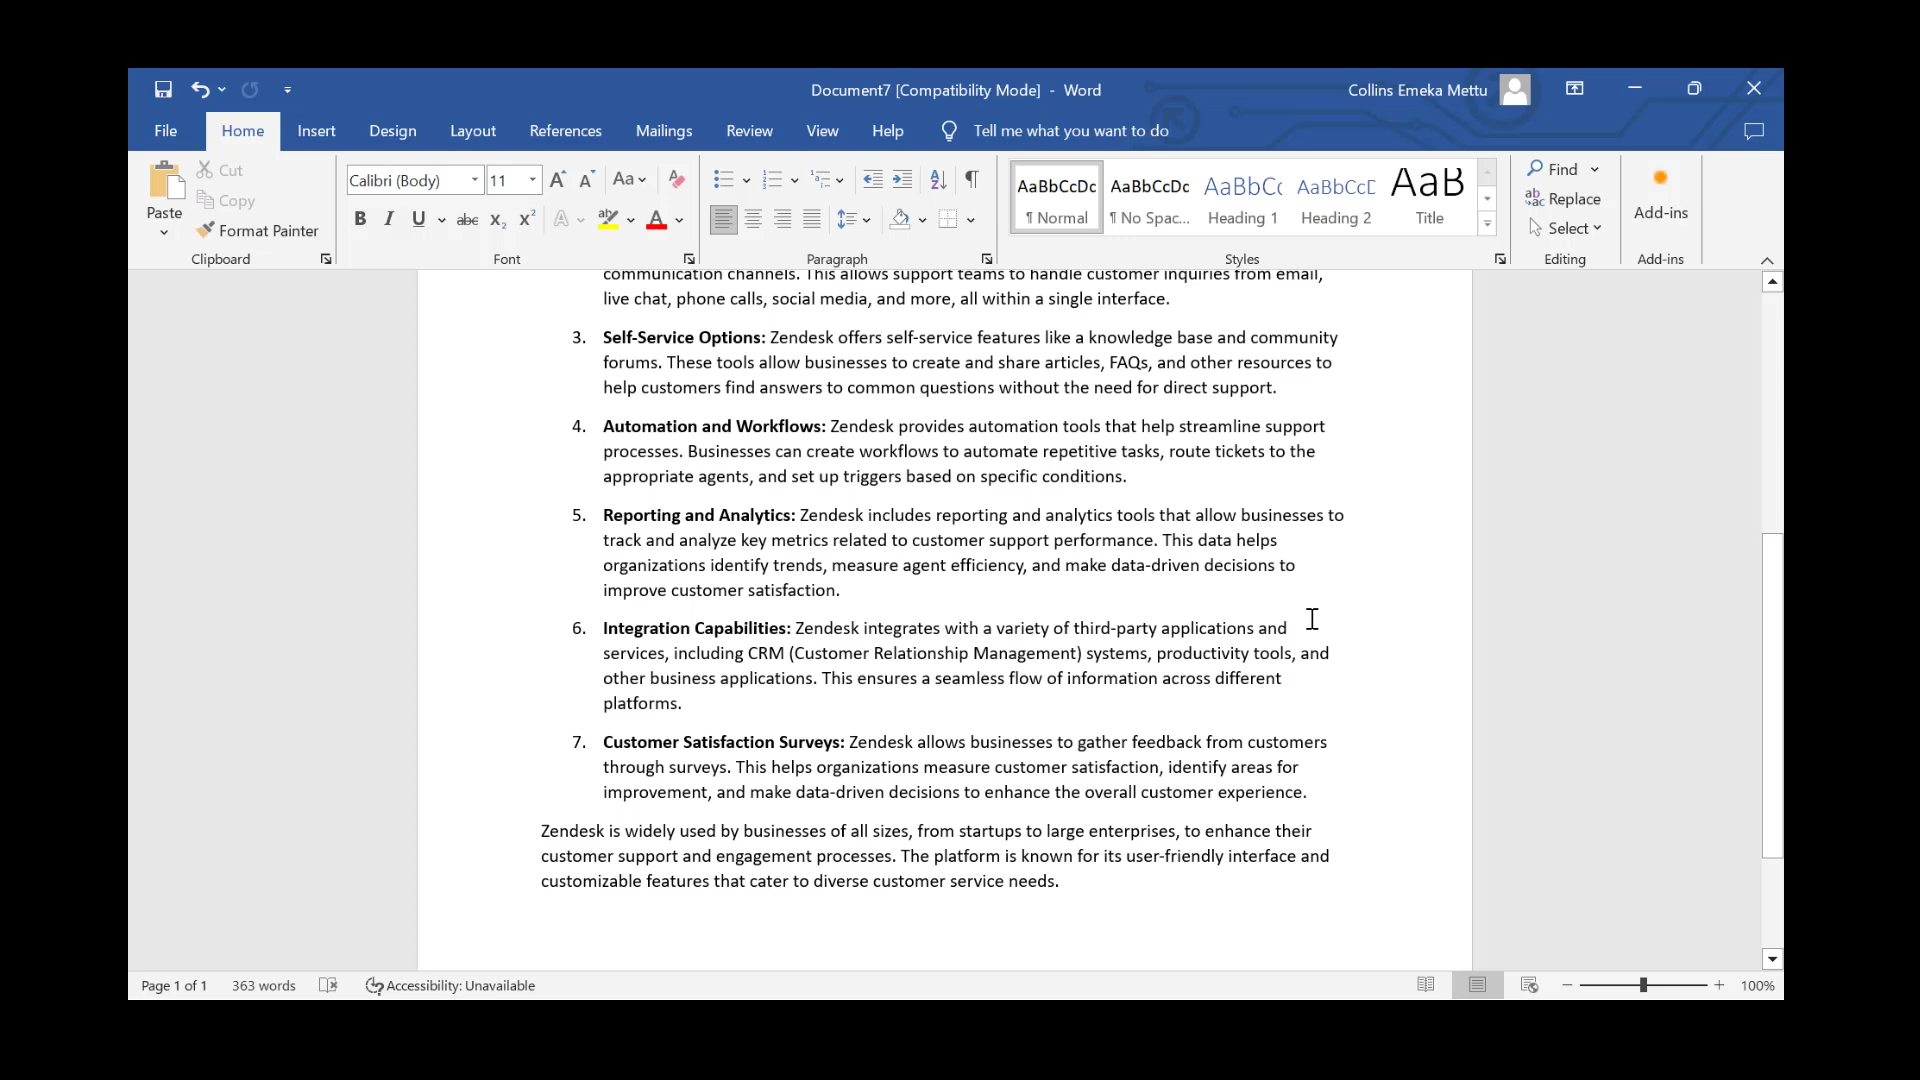 Document7 [Compatibility Mode] - Word
Collins Emeka Mettu
File Home Insert Design Layout References Mailings Review View Help Tell me what you want to do
Paste
Cut
Copy
Format Painter
Clipboard
Calibri (Body) 11
Font
Paragraph
AaBbCcDc AaBbCcDc AaBbCc AaBbCcD AaB
¶ Normal ¶ No Spac... Heading 1 Heading 2 Title
Styles
Find
Replace
Select
Editing
Add-ins
Add-ins
communication channels. This allows support teams to handle customer inquiries from email,
live chat, phone calls, social media, and more, all within a single interface.
3. Self-Service Options: Zendesk offers self-service features like a knowledge base and community
forums. These tools allow businesses to create and share articles, FAQs, and other resources to
help customers find answers to common questions without the need for direct support.
4. Automation and Workflows: Zendesk provides automation tools that help streamline support
processes. Businesses can create workflows to automate repetitive tasks, route tickets to the
appropriate agents, and set up triggers based on specific conditions.
5. Reporting and Analytics: Zendesk includes reporting and analytics tools that allow businesses to
track and analyze key metrics related to customer support performance. This data helps
organizations identify trends, measure agent efficiency, and make data-driven decisions to
improve customer satisfaction.
6. Integration Capabilities: Zendesk integrates with a variety of third-party applications and
services, including CRM (Customer Relationship Management) systems, productivity tools, and
other business applications. This ensures a seamless flow of information across different
platforms.
7. Customer Satisfaction Surveys: Zendesk allows businesses to gather feedback from customers
through surveys. This helps organizations measure customer satisfaction, identify areas for
improvement, and make data-driven decisions to enhance the overall customer experience.
Zendesk is widely used by businesses of all sizes, from startups to large enterprises, to enhance their
customer support and engagement processes. The platform is known for its user-friendly interface and
customizable features that cater to diverse customer service needs.
Page 1 of 1 363 words Accessibility: Unavailable 100%